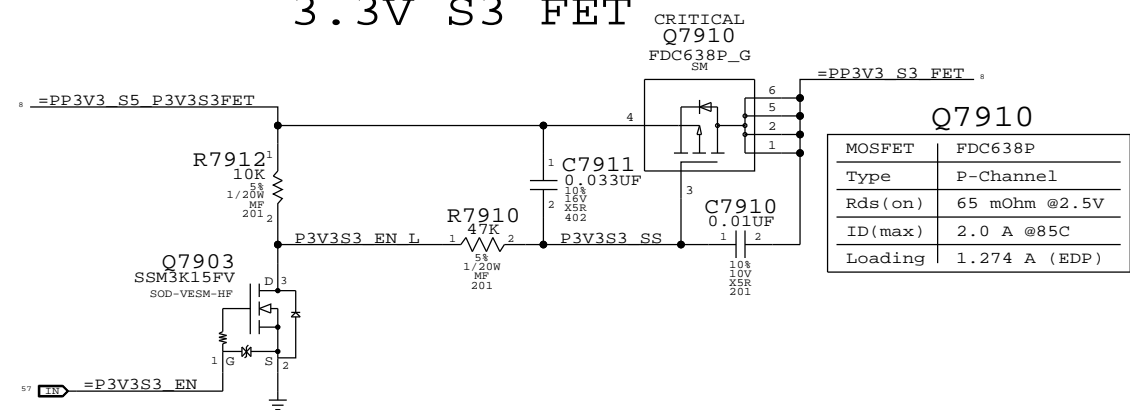 3.3V S3 FET
CRITICAL
Q7910
FDC638P_G
SM
8 =PP3V3_S5_P3V3S3FET
=PP3V3_S3_FET 8
4
6
5
2
1
3
R7912
10K
5%
1/20W
MF
201
1
2
C7911
0.033UF
10%
16V
X5R
402
1
2
R7910
47K
5%
1/20W
MF
201
1
2
P3V3S3_EN_L
P3V3S3_SS
C7910
0.01UF
1
2
10%
10V
X5R
201
Q7903
SSM3K15FV
SOD-VESM-HF
D 3
1 G
S 2
57 IN =P3V3S3_EN
Q7910
MOSFET FDC638P
Type P-Channel
Rds(on) 65 mOhm @2.5V
ID(max) 2.0 A @85C
Loading 1.274 A (EDP)